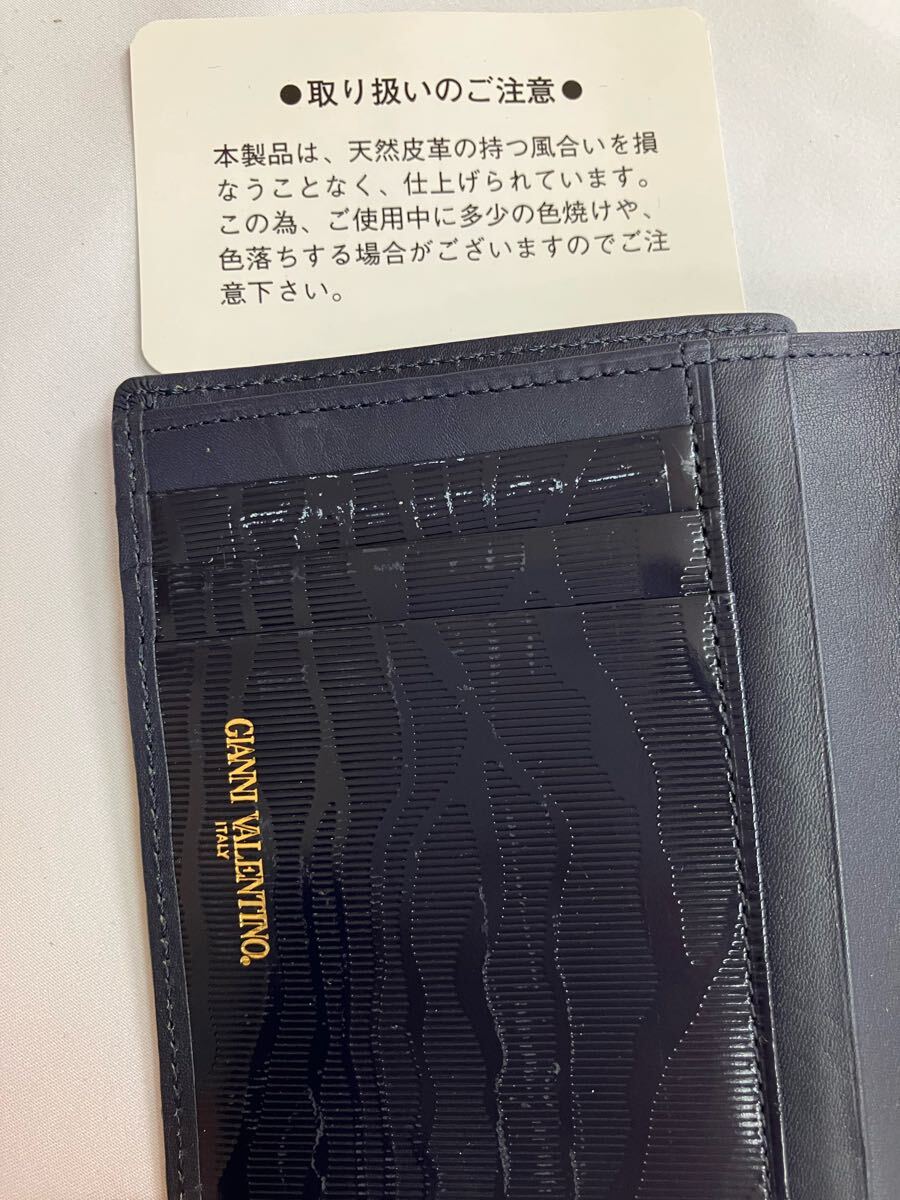 ●取り扱いのご注意●
本製品は、天然皮革の持つ風合いを損
なうことなく、仕上げられています。
この為、ご使用中に多少の色焼けや、
色落ちする場合がございますのでご注
意下さい。
GIANNI VALENTINO®
ITALY